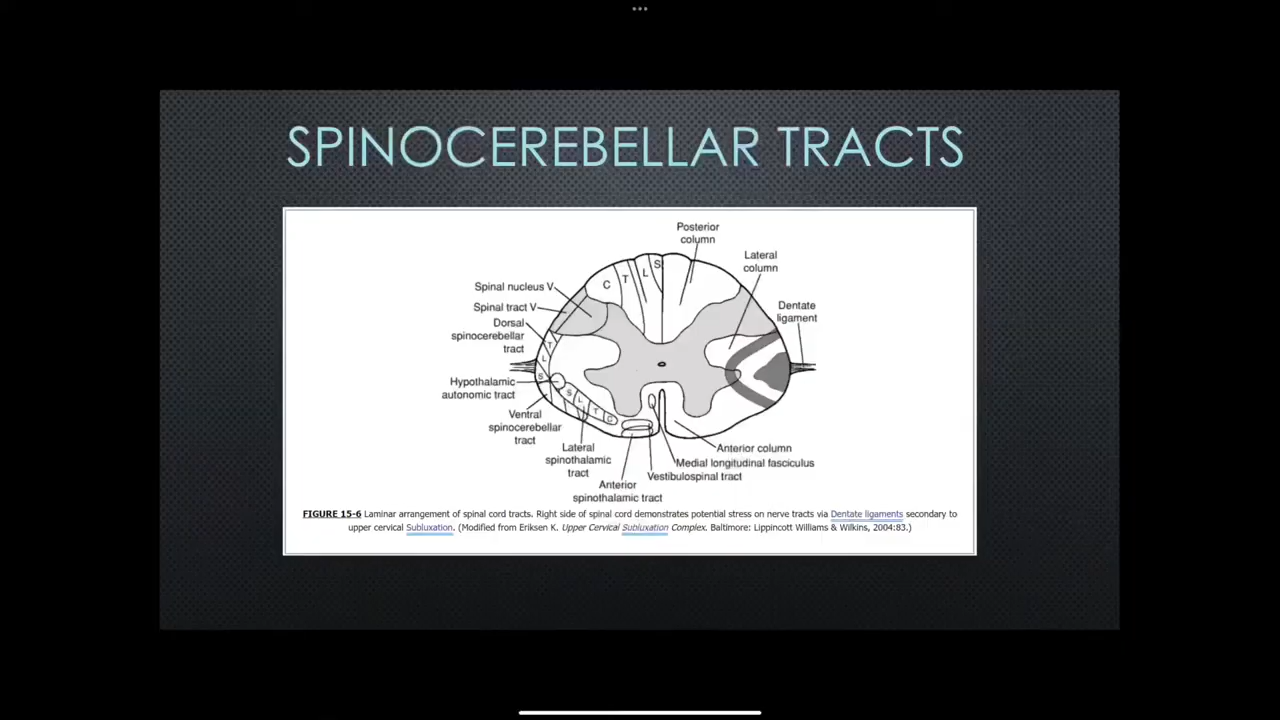 SPINOCEREBELLAR TRACTS
Posterior
column
Lateral
column
Dentate
ligament
C
T
L
S
Spinal nucleus V
Spinal tract V
Dorsal
spinocerebellar
tract
T
L
S
Hypothalamic
autonomic tract
S
L
T
C
Ventral
spinocerebellar
tract
Lateral
spinothalamic
tract
Anterior
spinothalamic tract
Vestibulospinal tract
Medial longitudinal fasciculus
Anterior column
FIGURE 15-6 Laminar arrangement of spinal cord tracts. Right side of spinal cord demonstrates potential stress on nerve tracts via Dentate ligaments secondary to
upper cervical Subluxation. (Modified from Eriksen K. Upper Cervical Subluxation Complex. Baltimore: Lippincott Williams & Wilkins, 2004:83.)